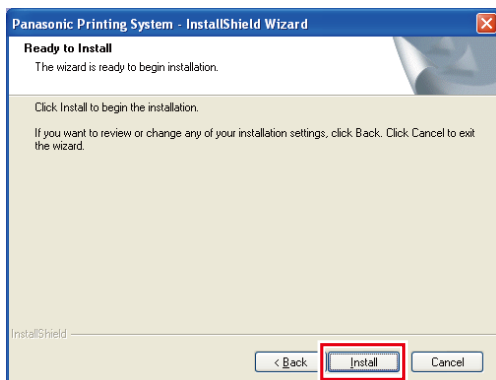 Panasonic Printing System - InstallShield Wizard
Ready to Install
The wizard is ready to begin installation.
Click Install to begin the installation.
If you want to review or change any of your installation settings, click Back. Click Cancel to exit
the wizard.
InstallShield
< Back Install Cancel